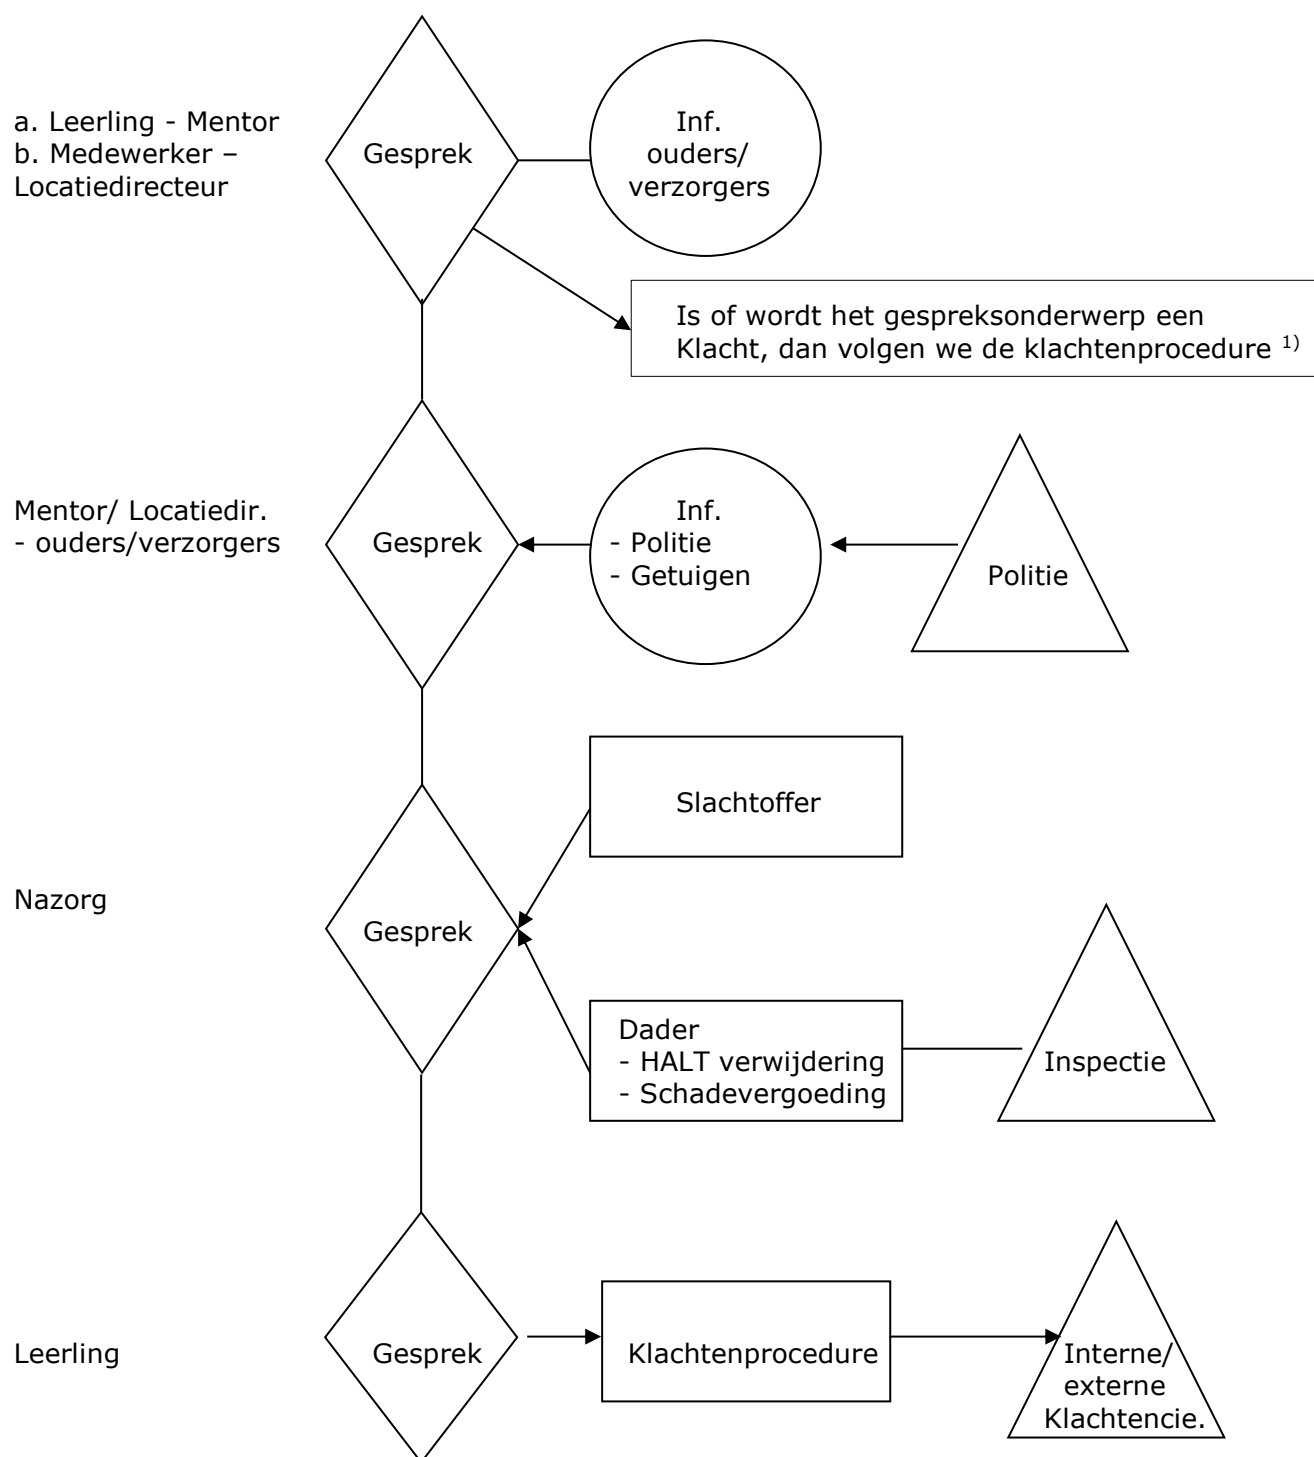 a. Leerling - Mentor
b. Medewerker –
Locatiedirecteur
Gesprek
Inf.
ouders/
verzorgers
Is of wordt het gespreksonderwerp een
Klacht, dan volgen we de klachtenprocedure 1)
Mentor/ Locatiedir.
- ouders/verzorgers
Gesprek
Inf.
- Politie
- Getuigen
Politie
Slachtoffer
Nazorg
Gesprek
Dader
- HALT verwijdering
- Schadevergoeding
Inspectie
Leerling
Gesprek
Klachtenprocedure
Interne/
externe
Klachtencie.